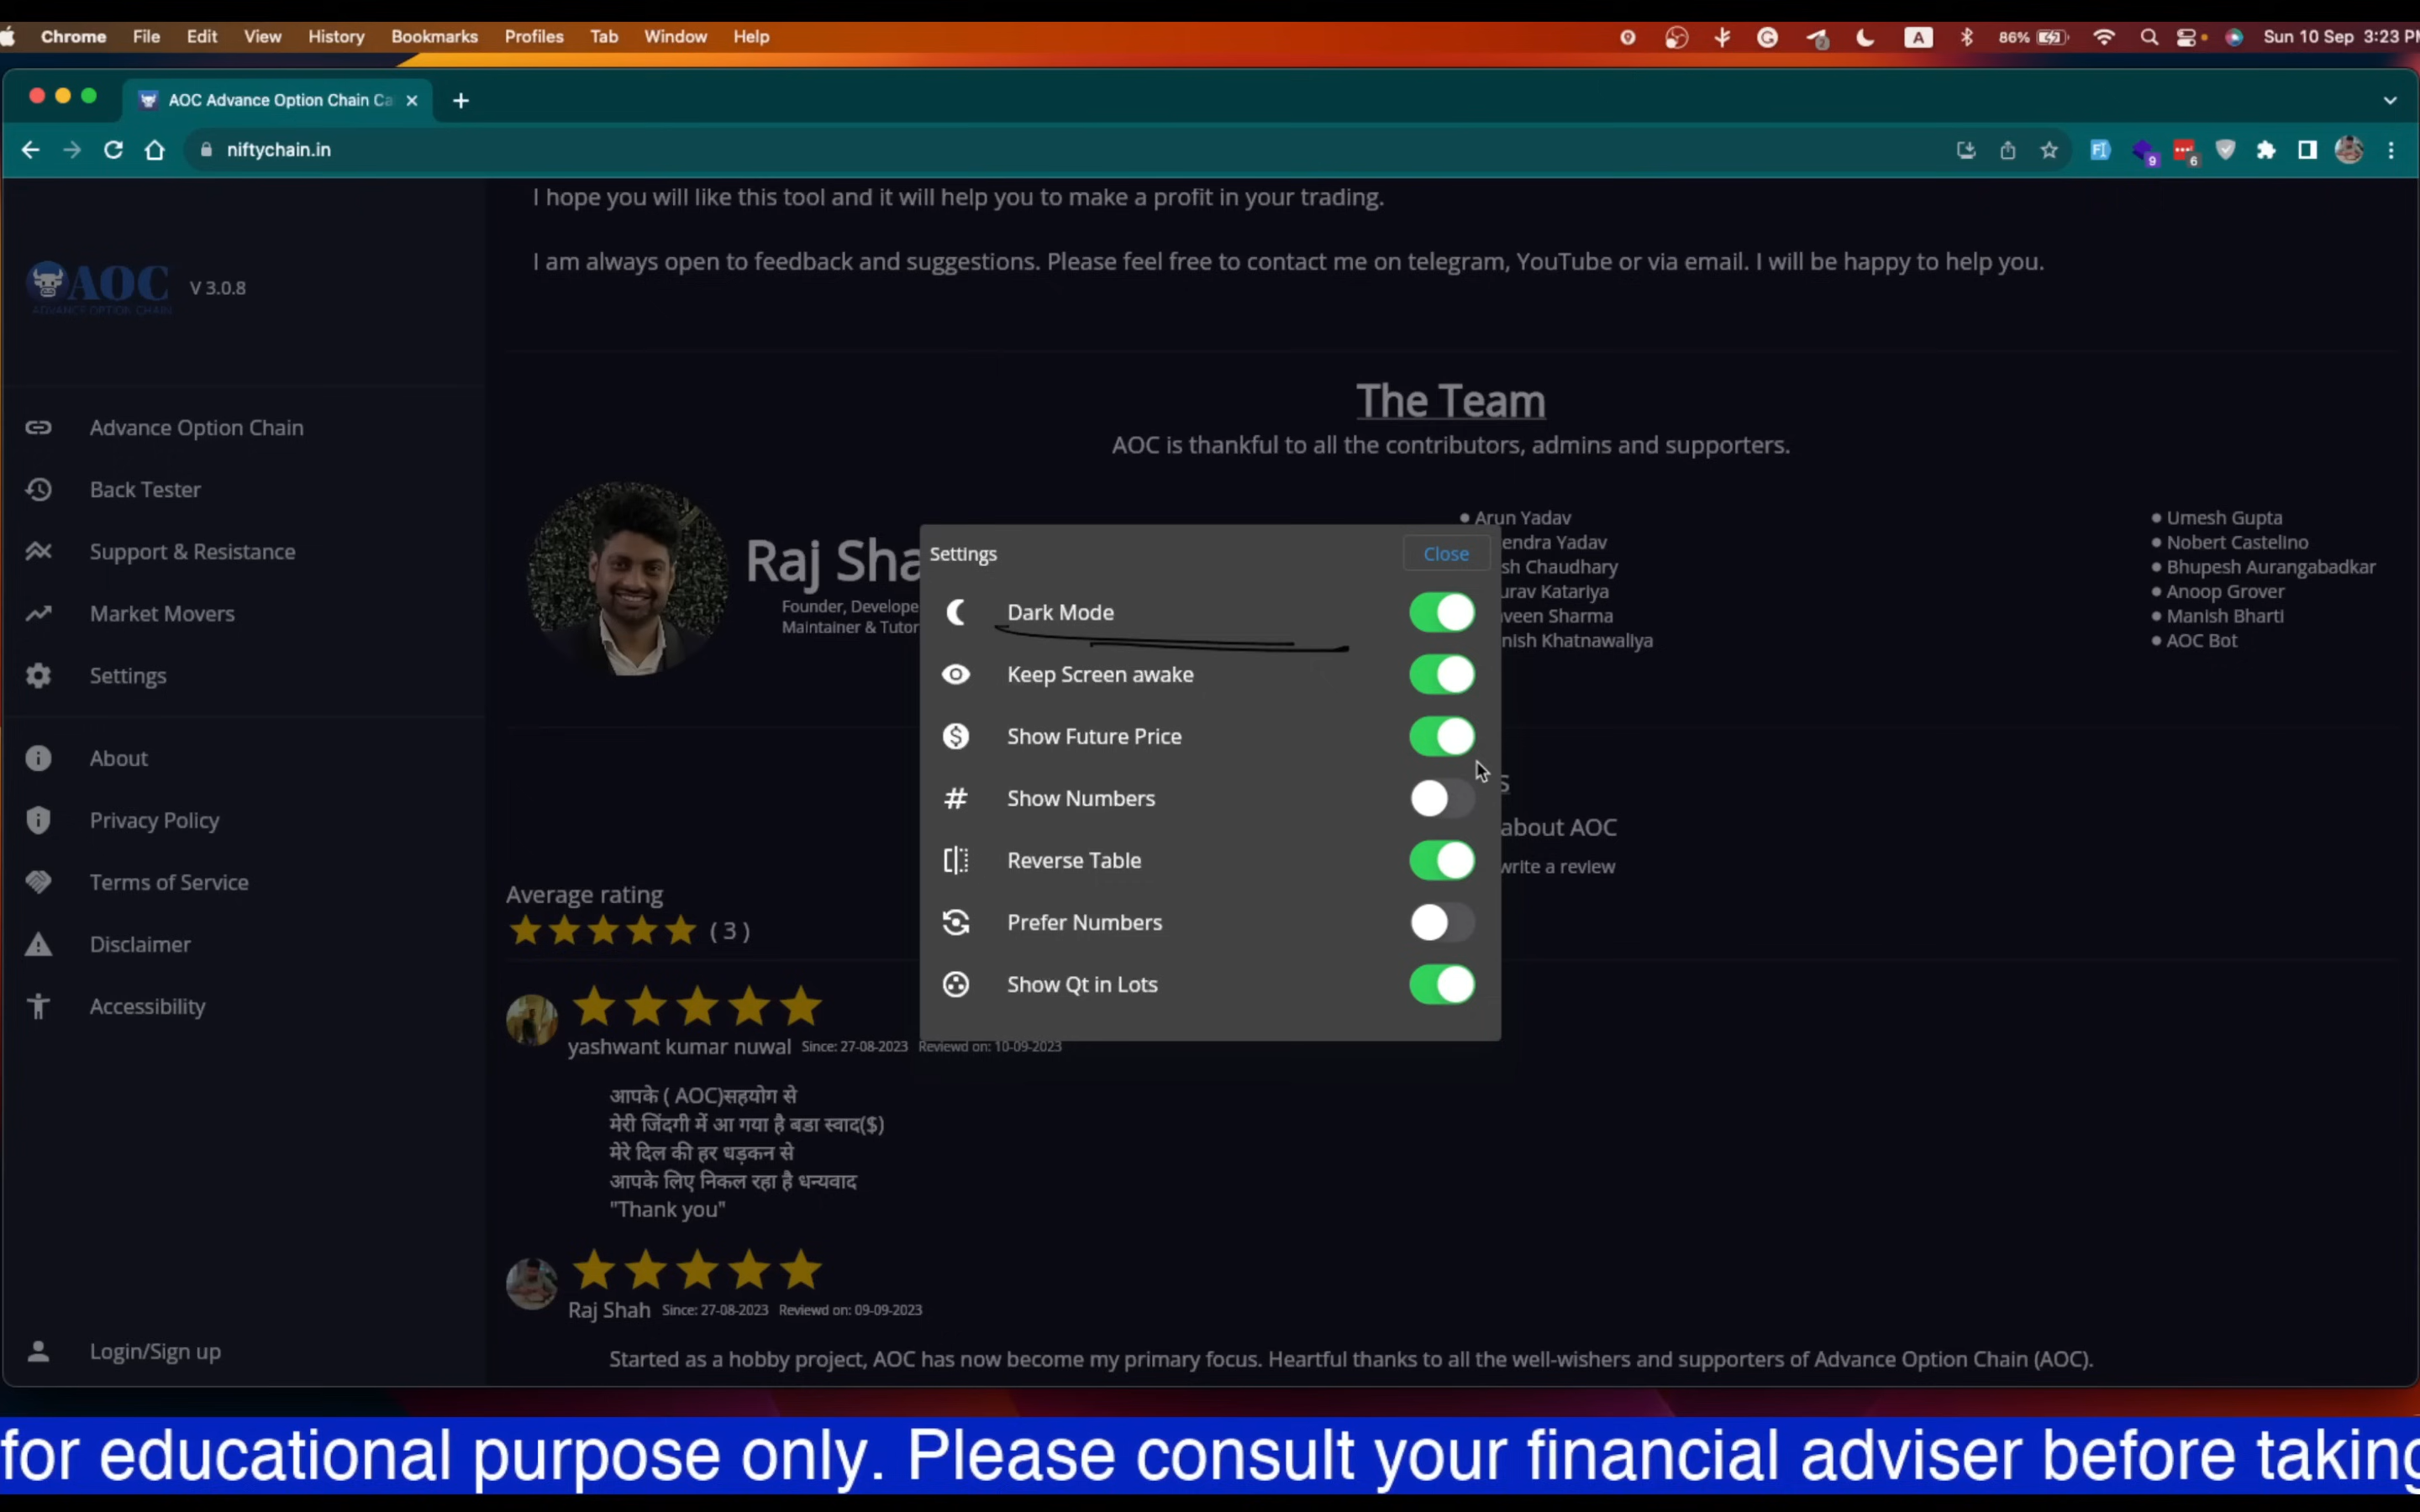 Chrome File Edit View History Bookmarks Profiles Tab Window Help
A 86% Sun 10 Sep 3:23
AOC Advance Option Chain
niftychain.in
9 6
I hope you will like this tool and it will help you to make a profit in your trading.
I am always open to feedback and suggestions. Please feel free to contact me on telegram, YouTube or via email. I will be happy to help you.
AOC V 3.0.8
ADVANCE OPTION CHAIN
Advance Option Chain
Back Tester
Support & Resistance
Market Movers
Settings
About
Privacy Policy
Terms of Service
Disclaimer
Accessibility
Login/Sign up
The Team
AOC is thankful to all the contributors, admins and supporters.
Raj
Founder,
Maintainer &
Arun Yadav
Yadav
Chaudhary
Katariya
Sharma
Khatnawaliya
Umesh Gupta
Nobert Castelino
Bhupesh Aurangabadkar
Anoop Grover
Manish Bharti
AOC Bot
Settings Close
Dark Mode
Keep Screen awake
Show Future Price
Show Numbers
Reverse Table
Prefer Numbers
Show Qt in Lots
about AOC
write a review
Average rating
( 3 )
yashwant kumar nuwal Since: 27-08-2023 Reviewd on: 10-09-2023
आपके ( AOC)सहयोग से
मेरी जिंदगी में आ गया है बडा स्वाद($)
मेरे दिल की हर धड़कन से
आपके लिए निकल रहा है धन्यवाद
"Thank you"
Raj Shah Since: 27-08-2023 Reviewd on: 09-09-2023
Started as a hobby project, AOC has now become my primary focus. Heartful thanks to all the well-wishers and supporters of Advance Option Chain (AOC).
for educational purpose only. Please consult your financial adviser before taking